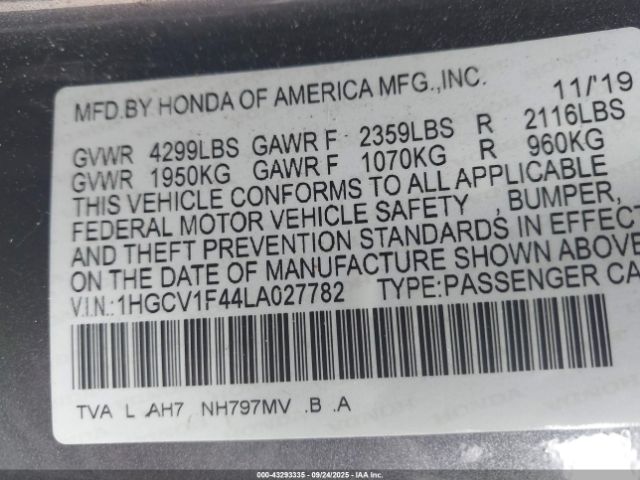 MFD.BY HONDA OF AMERICA MFG.,INC. 11/'19
GVWR 4299LBS GAWR F 2359LBS R 2116LBS
GVWR 1950KG GAWR F 1070KG R 960KG
THIS VEHICLE CONFORMS TO ALL APPLICABLE
FEDERAL MOTOR VEHICLE SAFETY , BUMPER,
AND THEFT PREVENTION STANDARDS IN EFFECT
ON THE DATE OF MANUFACTURE SHOWN ABOVE
V.I.N.:1HGCV1F44LA027782 TYPE:PASSENGER CA
TVA L .AH7 NH797MV .B .A
00-43293335 - 09/24/2025 - IAA Inc.